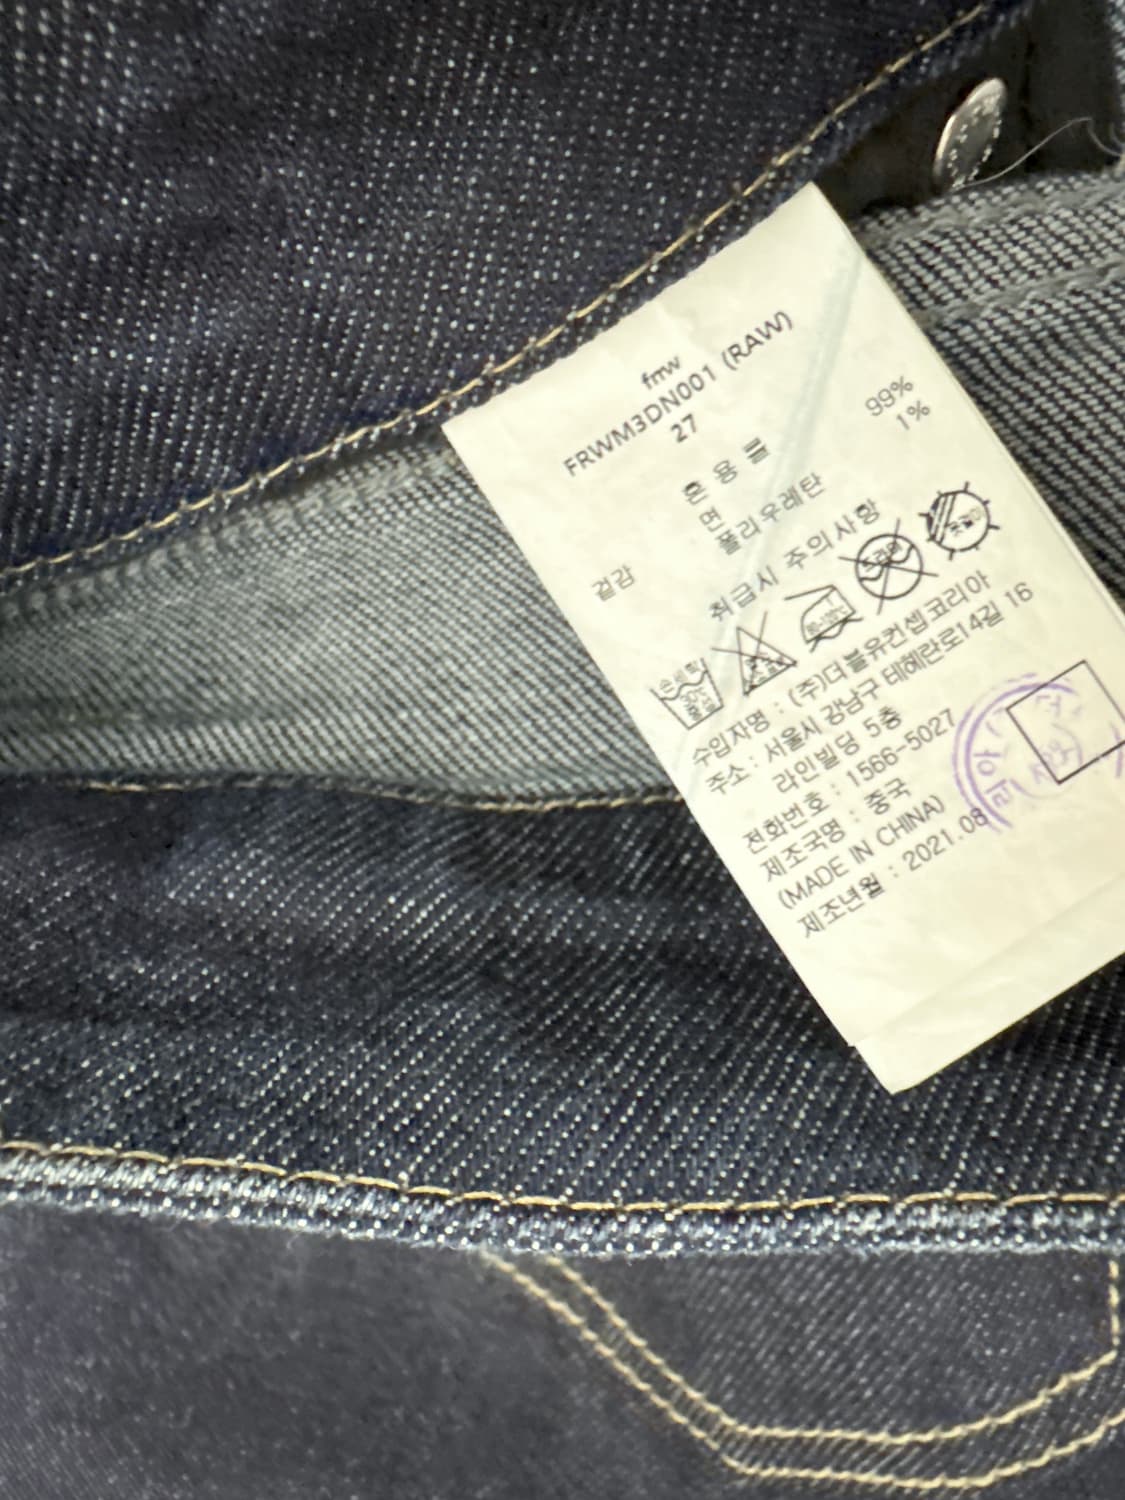 frrw
FRWM3DN001 (RAW)
27
혼 용 률
겉감 면 99%
폴리우레탄 1%
취급시 주의사항
수입자명 : (주)더블유컨셉코리아
주소 : 서울시 강남구 테헤란로14길 16
라인빌딩 5층
전화번호 : 1566-5027
제조국명 : 중국
(MADE IN CHINA)
제조년월 : 2021.08